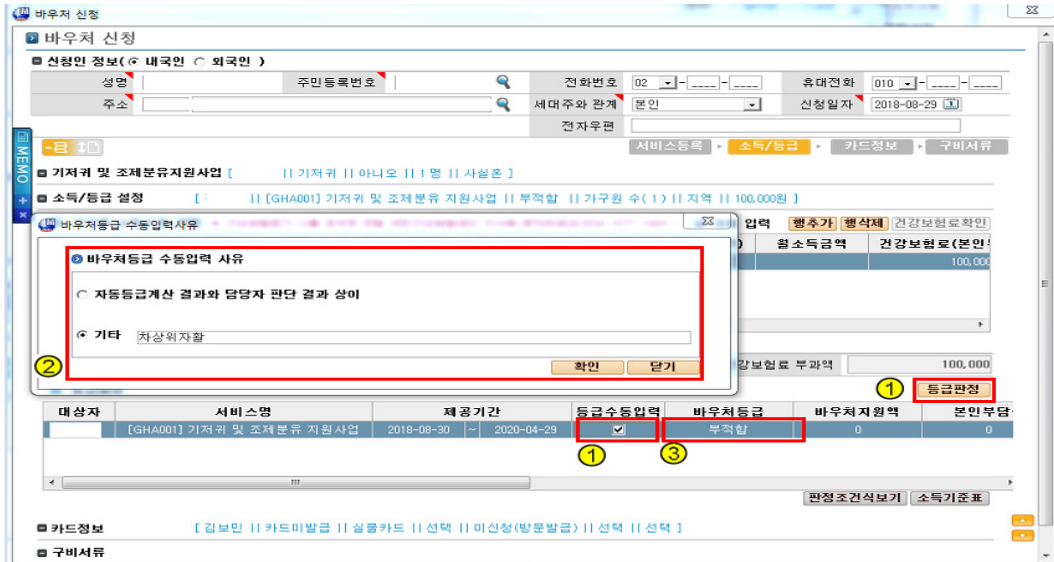 바우처 신청
바우처 신청
신청인 정보( 내국인 외국인 )
성명 주민등록번호 전화번호 02 - ____ - ____ 휴대전화 010 - ____ - ____
주소 세대주와 관계 본인 신청일자 2018-08-29
전자우편
서비스등록 소득/등급 카드정보 구비서류
MEMO
기저귀 및 조제분유지원사업 [ || 기저귀 || 아니오 || 1 명 || 사실혼 ]
소득/등급 설정 [ || [GHA001] 기저귀 및 조제분유 지원사업 || 부적합 || 가구원 수( 1 ) || 지역 || 100,000원 ]
바우처등급 수동입력사유 입력 행추가 행삭제 건강보험료확인
월소득금액 건강보험료(본인
바우처등급 수동입력 사유
100,000
자동등급계산 결과와 담당자 판단 결과 상이
기타 차상위자활
②
확인 닫기
강보험료 부과액 100,000
① 등급판정
대상자 서비스명 제공기간 등급수동입력 바우처등급 바우처지원액 본인부담
[GHA001] 기저귀 및 조제분유 지원사업 2018-08-30 ~ 2020-04-29 부적합 0 0
① ③
판정조건식보기 소득기준표
카드정보 [ 김보민 || 카드미발급 || 실물카드 || 선택 || 미신청(방문발급) || 선택 || 선택 ]
구비서류